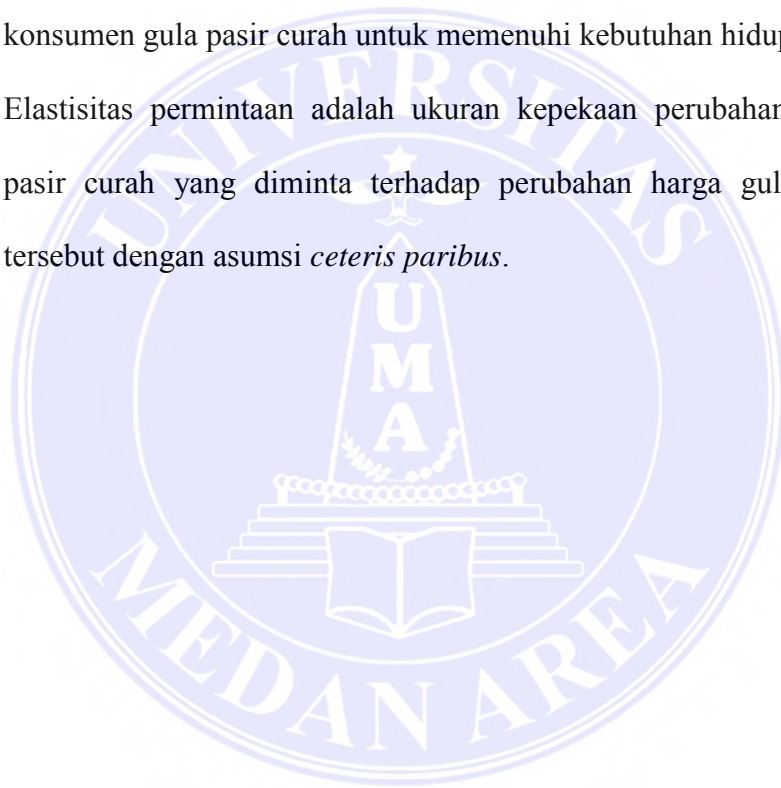 konsumen gula pasir curah untuk memenuhi kebutuhan hidup
Elastisitas permintaan adalah ukuran kepekaan perubahan
pasir curah yang diminta terhadap perubahan harga gul
tersebut dengan asumsi ceteris paribus.
UNIVERSITAS
U
M
A
MEDAN AREA